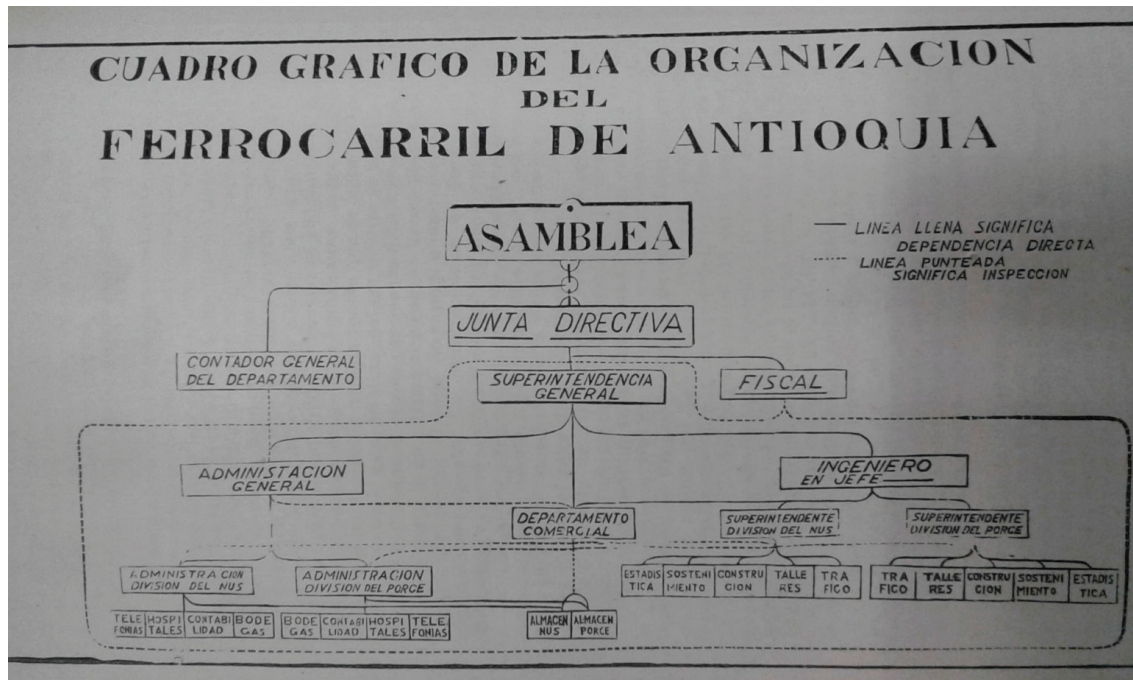 CUADRO GRAFICO DE LA ORGANIZACION
DEL
FERROCARRIL DE ANTIOQUIA
ASAMBLEA
LINEA LLENA SIGNIFICA
DEPENDENCIA DIRECTA
LINEA PUNTEADA
SIGNIFICA INSPECCION
JUNTA DIRECTIVA
CONTADOR GENERAL
DEL DEPARTAMENTO
SUPERINTENDENCIA
GENERAL
FISCAL
ADMINISTACION
GENERAL
INGENIERO
EN JEFE
DEPARTAMENTO
COMERCIAL
SUPERINTENDENTE
DIVISION DEL NUS
SUPERINTENDENTE
DIVISION DEL PORCE
ADMINISTRACION
DIVISION DEL NUS
ADMINISTRACION
DIVISION DEL PORCE
ESTADIS
TICA
SOSTENI
MIENTO
CONSTRU
CION
TALLE
RES
TRA
FICO
TRA
FICO
TALLE
RES
CONSTRU
CION
SOSTENI
MIENTO
ESTADIS
TICA
TELE
FONIAS
HOSPI
TALES
CONTABI
LIDAD
BODE
GAS
BODE
GAS
CONTABI
LIDAD
HOSPI
TALES
TELE
FONIAS
ALMACEN
NUS
ALMACEN
PORCE